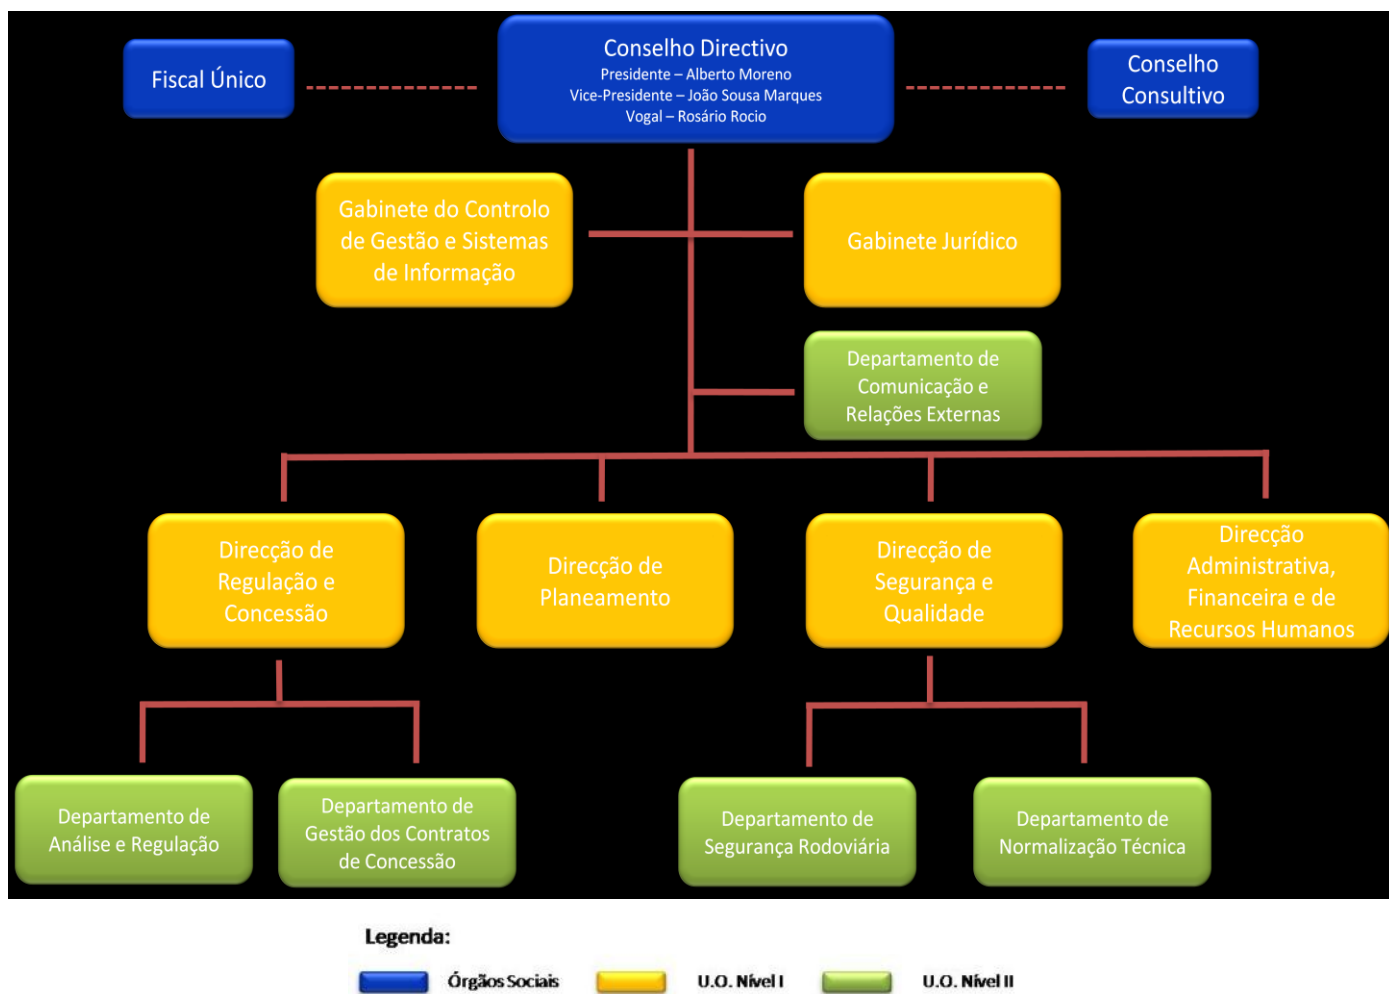 Fiscal Único
Conselho Directivo
Presidente – Alberto Moreno
Vice-Presidente – João Sousa Marques
Vogal – Rosário Rocio
Conselho
Consultivo
Gabinete do Controlo
de Gestão e Sistemas
de Informação
Gabinete Jurídico
Departamento de
Comunicação e
Relações Externas
Direcção de
Regulação e
Concessão
Direcção de
Planeamento
Direcção de
Segurança e
Qualidade
Direcção
Administrativa,
Financeira e de
Recursos Humanos
Departamento de
Análise e Regulação
Departamento de
Gestão dos Contratos
de Concessão
Departamento de
Segurança Rodoviária
Departamento de
Normalização Técnica
Legenda:
Órgãos Sociais
U.O. Nível I
U.O. Nível II